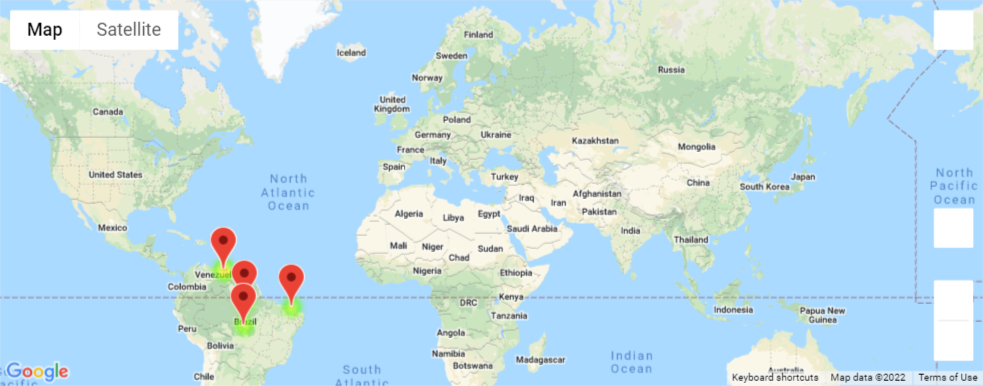 Map
Satellite
Iceland
Finland
Sweden
Norway
Russia
Canada
United
Kingdom
Poland
Germany
Ukraine
France
Kazakhstan
Mongolia
Italy
Spain
United States
Turkey
China
Japan
South Korea
North
Atlantic
Ocean
North
Pacific
Ocean
Iraq
Iran
Afghanistan
Pakistan
Algeria
Libya
Egypt
Saudi Arabia
Mexico
India
Thailand
Mali
Niger
Sudan
Chad
Nigeria
Ethiopia
Colombia
Kenya
DRC
Tanzania
Indonesia
Papua New
Guinea
Brazil
Peru
Angola
Bolivia
Namibia
Botswana
Madagascar
Indian
Ocean
South
Atlantic
Chile
Australia
Google
Keyboard shortcuts
Map data ©2022
Terms of Use